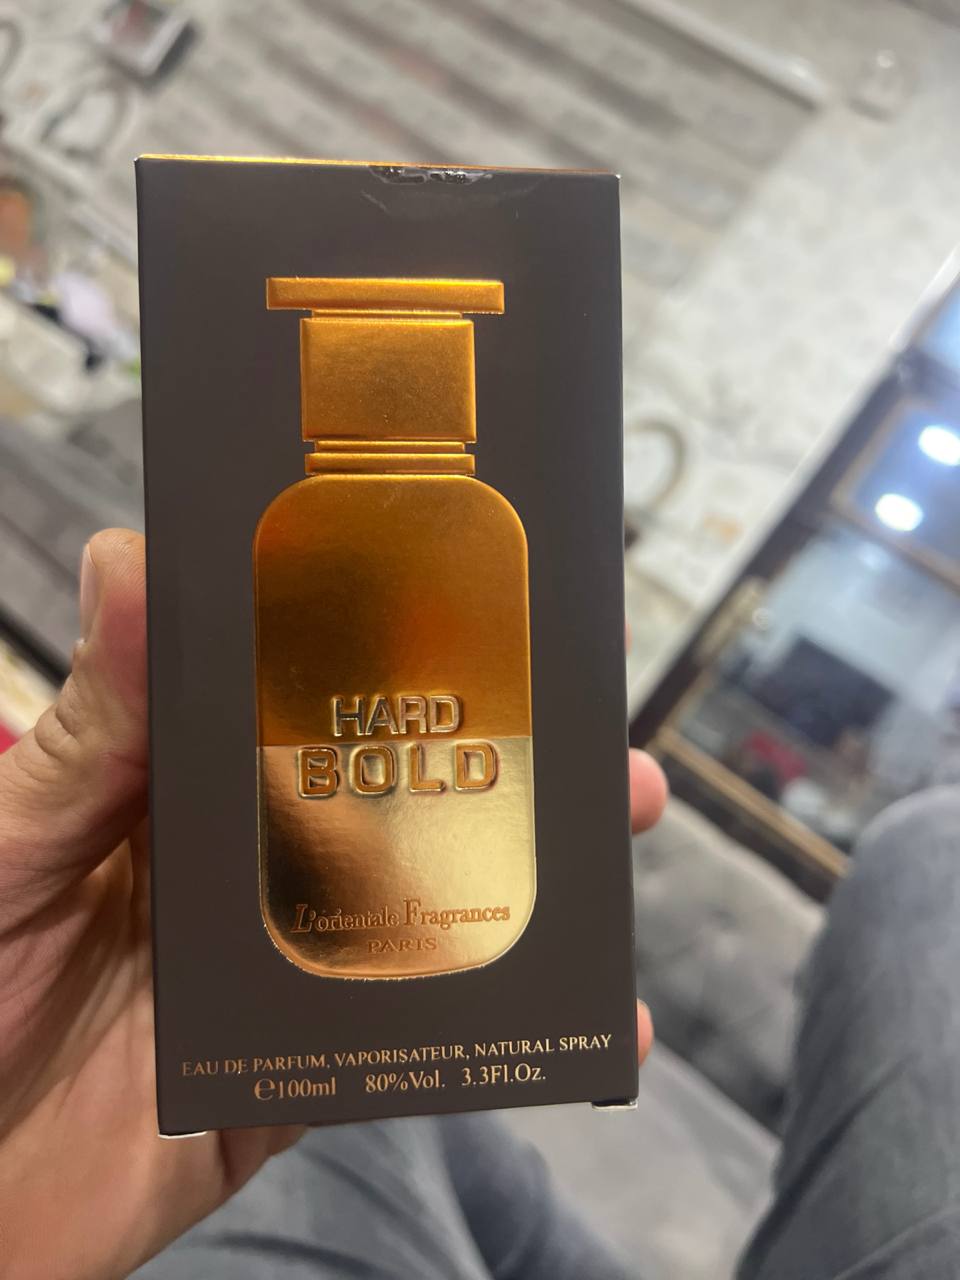 HARD
BOLD
L'orientale Fragrances
PARIS
EAU DE PARFUM, VAPORISATEUR, NATURAL SPRAY
℮100ml 80%Vol. 3.3Fl.Oz.